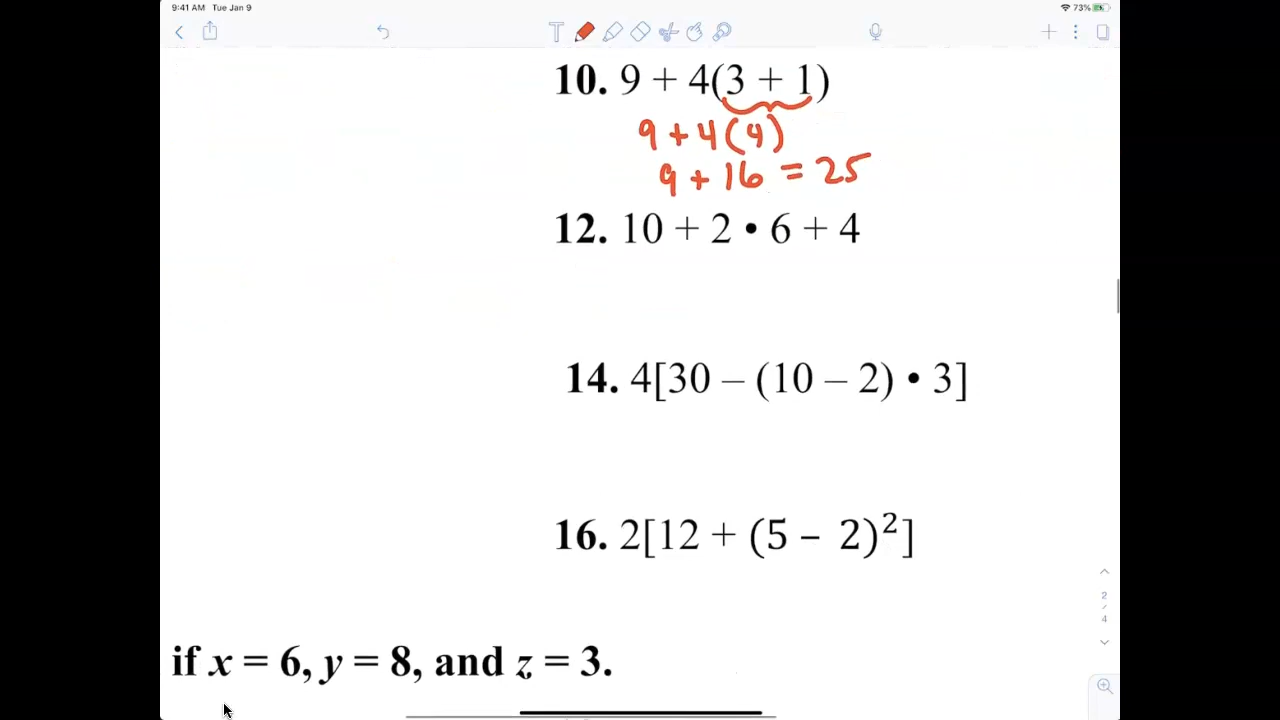 9:41 AM Tue Jan 9
73%
T
10. 9 + 4(3 + 1)
9 + 4(4)
9 + 16 = 25
12. 10 + 2 • 6 + 4
14. 4[30 – (10 – 2) • 3]
16. 2[12 + (5 – 2)²]
2
/
4
if x = 6, y = 8, and z = 3.